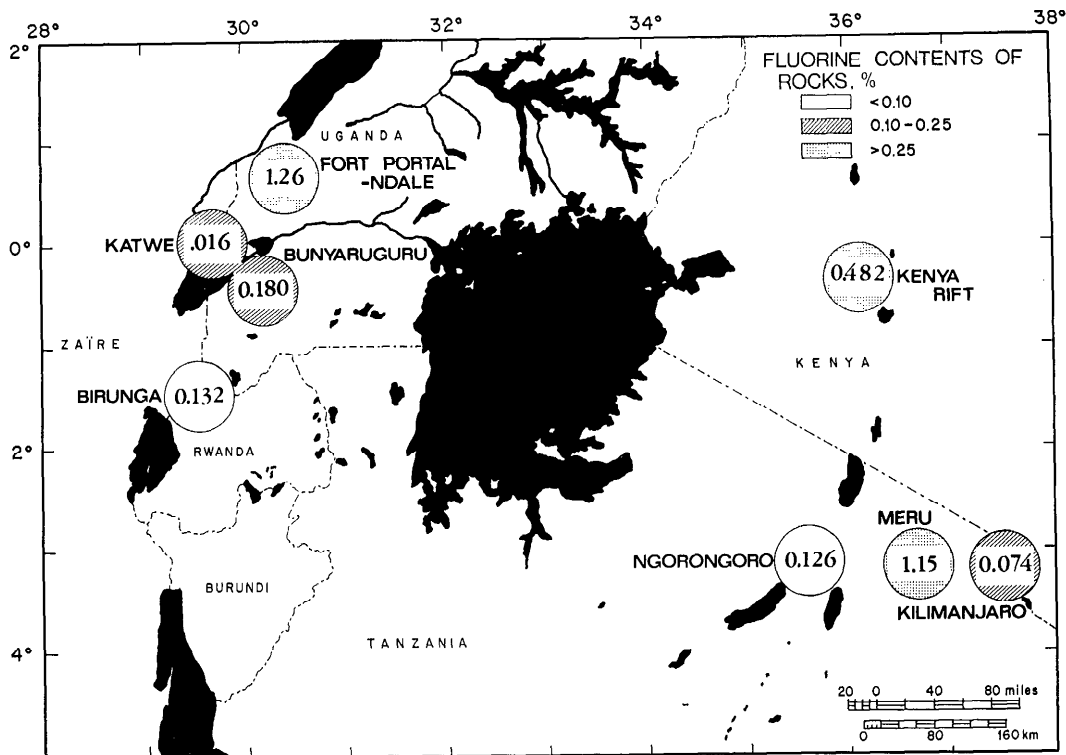 28° 30° 32° 34° 36° 38°
2°
FLUORINE CONTENTS OF
ROCKS, %
<0.10
0.10-0.25
>0.25
UGANDA
1.26
FORT PORTAL
-NDALE
KATWE
.016
0°
BUNYARUGURU
0.180
0.482
KENYA
RIFT
ZAÏRE
KENYA
BIRUNGA
0.132
2°
RWANDA
MERU
NGORONGORO
0.126
1.15
0.074
BURUNDI
KILIMANJARO
TANZANIA
4°
20 0 40 80 miles
0 80 160 km